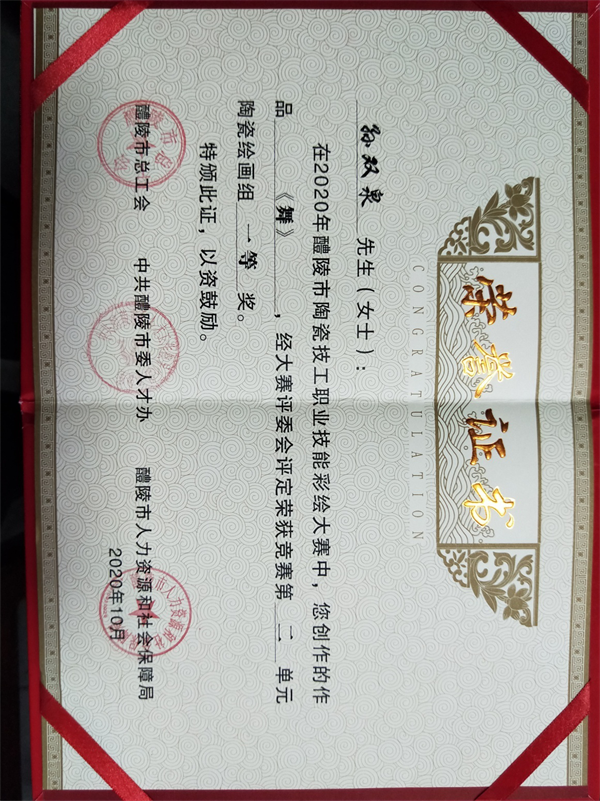 荣誉证书
CONGRATULATION
孙双泉 先生（女士）：
在2020年醴陵市陶瓷技工职业技能彩绘大赛中，您创作的作
品 《舞》 ，经大赛评委会评定荣获竞赛第 二 单元
陶瓷绘画组 一等 奖。
特颁此证，以资鼓励。
醴陵市总工会 中共醴陵市委人才办 醴陵市人力资源和社会保障局
2020年10月